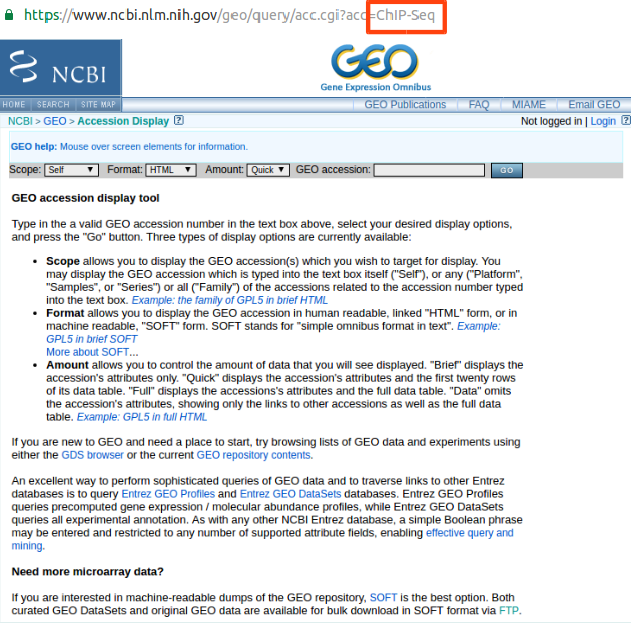 https://www.ncbi.nlm.nih.gov/geo/query/acc.cgi?acc=ChIP-Seq
NCBI
GEO
Gene Expression Omnibus
HOME SEARCH SITE MAP GEO Publications FAQ MIAME Email GEO
NCBI > GEO > Accession Display ? Not logged in | Login ?
GEO help: Mouse over screen elements for information.
Scope: Self Format: HTML Amount: Quick GEO accession: GO
GEO accession display tool
Type in the a valid GEO accession number in the text box above, select your desired display options,
and press the "Go" button. Three types of display options are currently available:
• Scope allows you to display the GEO accession(s) which you wish to target for display. You
may display the GEO accession which is typed into the text box itself ("Self"), or any ("Platform",
"Samples", or "Series") or all ("Family") of the accessions related to the accession number typed
into the text box. Example: the family of GPL5 in brief HTML
• Format allows you to display the GEO accession in human readable, linked "HTML" form, or in
machine readable, "SOFT" form. SOFT stands for "simple omnibus format in text". Example:
GPL5 in brief SOFT
More about SOFT...
• Amount allows you to control the amount of data that you will see displayed. "Brief" displays the
accession's attributes only. "Quick" displays the accession's attributes and the first twenty rows
of its data table. "Full" displays the accessions's attributes and the full data table. "Data" omits
the accession's attributes, showing only the links to other accessions as well as the full data
table. Example: GPL5 in full HTML
If you are new to GEO and need a place to start, try browsing lists of GEO data and experiments using
either the GDS browser or the current GEO repository contents.
An excellent way to perform sophisticated queries of GEO data and to traverse links to other Entrez
databases is to query Entrez GEO Profiles and Entrez GEO DataSets databases. Entrez GEO Profiles
queries precomputed gene expression / molecular abundance profiles, while Entrez GEO DataSets
queries all experimental annotation. As with any other NCBI Entrez database, a simple Boolean phrase
may be entered and restricted to any number of supported attribute fields, enabling effective query and
mining.
Need more microarray data?
If you are interested in machine-readable dumps of the GEO repository, SOFT is the best option. Both
curated GEO DataSets and original GEO data are available for bulk download in SOFT format via FTP.